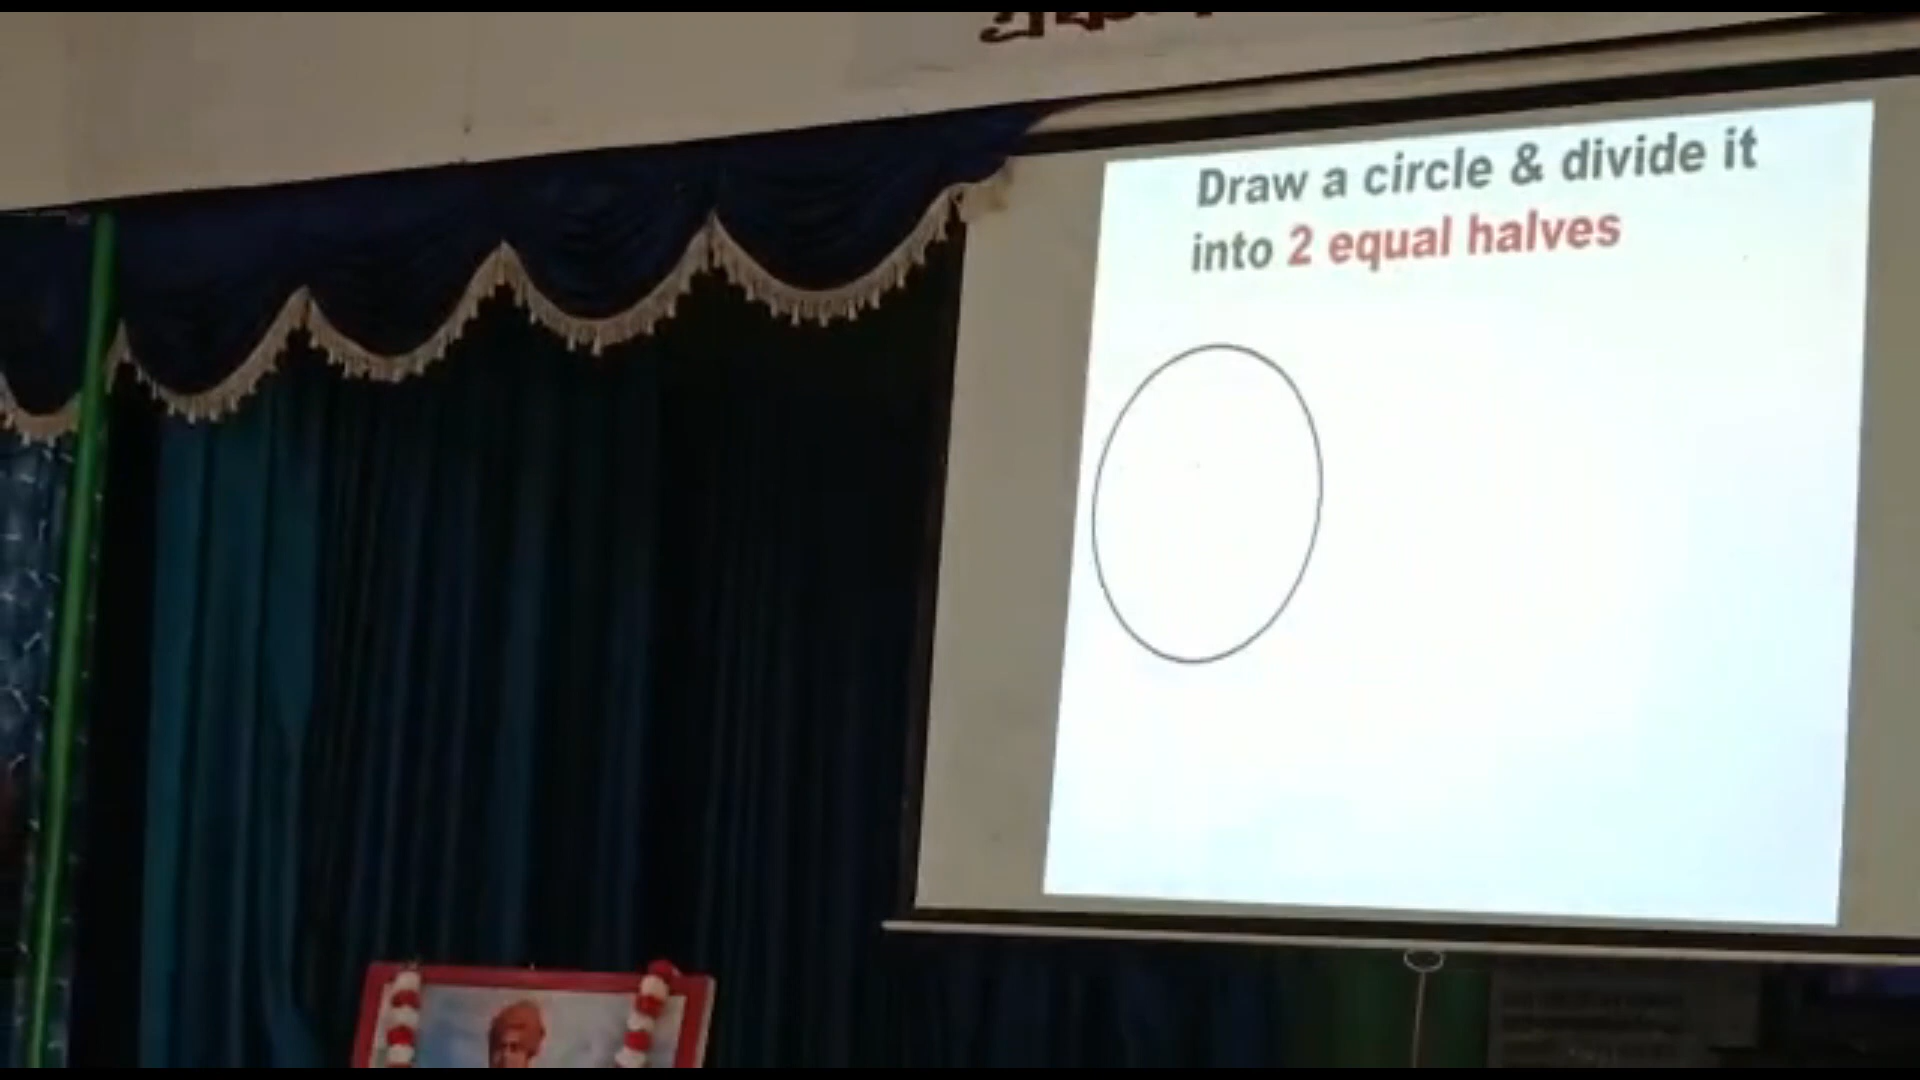 Draw a circle & divide it
into 2 equal halves